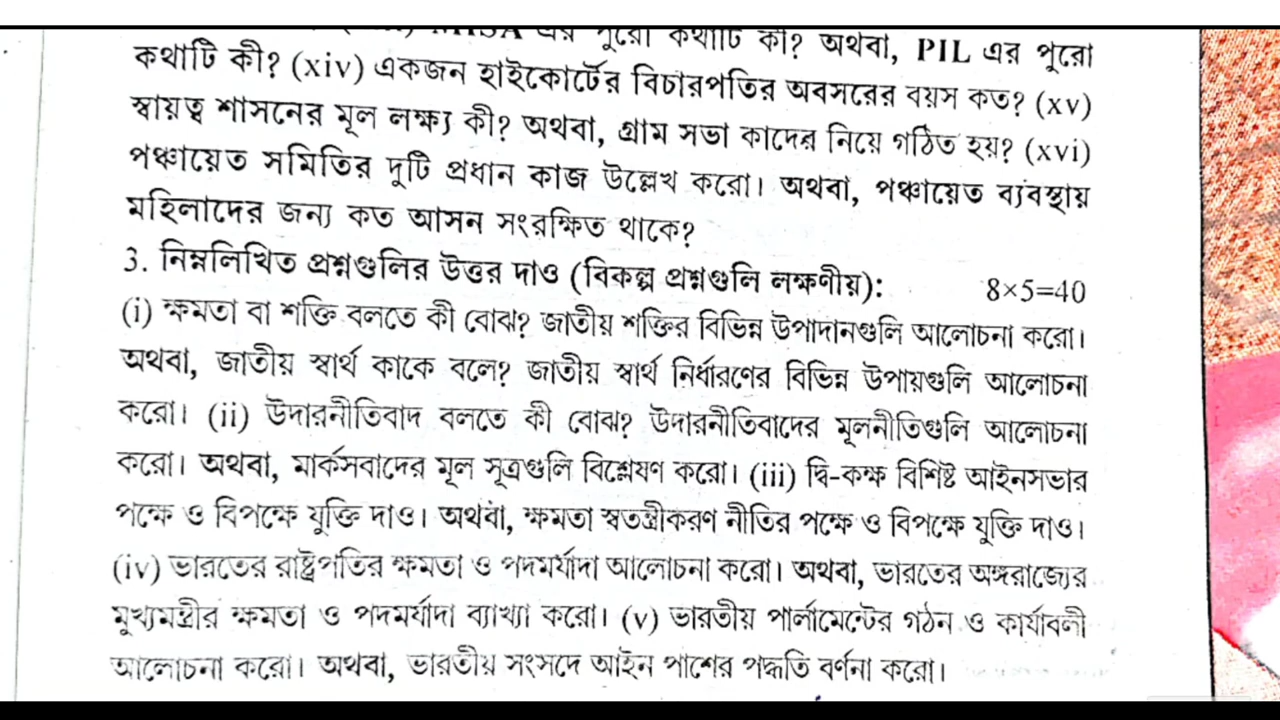 MISA এর পুরো কথাটি কী? অথবা, PIL এর পুরো
কথাটি কী? (xiv) একজন হাইকোর্টের বিচারপতির অবসরের বয়স কত? (xv)
স্বায়ত্ব শাসনের মূল লক্ষ্য কী? অথবা, গ্রাম সভা কাদের নিয়ে গঠিত হয়? (xvi)
পঞ্চায়েত সমিতির দুটি প্রধান কাজ উল্লেখ করো। অথবা, পঞ্চায়েত ব্যবস্থায়
মহিলাদের জন্য কত আসন সংরক্ষিত থাকে?
3. নিম্নলিখিত প্রশ্নগুলির উত্তর দাও (বিকল্প প্রশ্নগুলি লক্ষণীয়): 8×5=40
(i) ক্ষমতা বা শক্তি বলতে কী বোঝ? জাতীয় শক্তির বিভিন্ন উপাদানগুলি আলোচনা করো।
অথবা, জাতীয় স্বার্থ কাকে বলে? জাতীয় স্বার্থ নির্ধারণের বিভিন্ন উপায়গুলি আলোচনা
করো। (ii) উদারনীতিবাদ বলতে কী বোঝ? উদারনীতিবাদের মূলনীতিগুলি আলোচনা
করো। অথবা, মার্কসবাদের মূল সূত্রগুলি বিশ্লেষণ করো। (iii) দ্বি-কক্ষ বিশিষ্ট আইনসভার
পক্ষে ও বিপক্ষে যুক্তি দাও। অথবা, ক্ষমতা স্বতন্ত্রীকরণ নীতির পক্ষে ও বিপক্ষে যুক্তি দাও।
(iv) ভারতের রাষ্ট্রপতির ক্ষমতা ও পদমর্যাদা আলোচনা করো। অথবা, ভারতের অঙ্গরাজ্যের
মুখ্যমন্ত্রীর ক্ষমতা ও পদমর্যাদা ব্যাখ্যা করো। (v) ভারতীয় পার্লামেন্টের গঠন ও কার্যাবলী
আলোচনা করো। অথবা, ভারতীয় সংসদে আইন পাশের পদ্ধতি বর্ণনা করো।